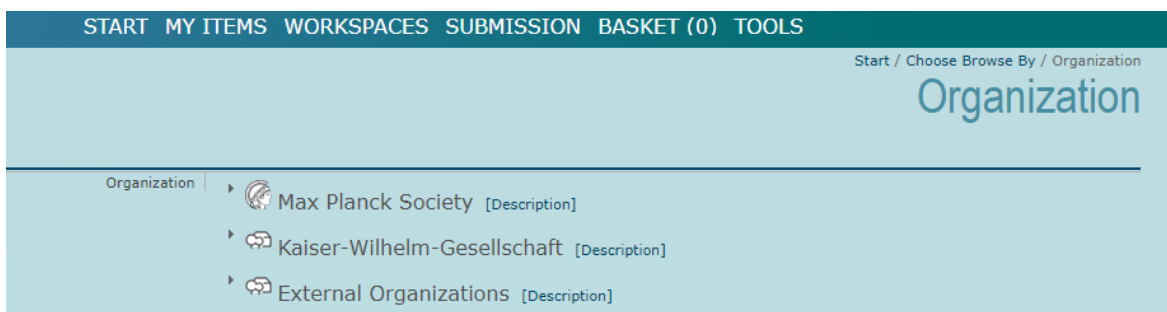 START MY ITEMS WORKSPACES SUBMISSION BASKET (0) TOOLS
Start / Choose Browse By / Organization
Organization
Organization
Max Planck Society [Description]
Kaiser-Wilhelm-Gesellschaft [Description]
External Organizations [Description]